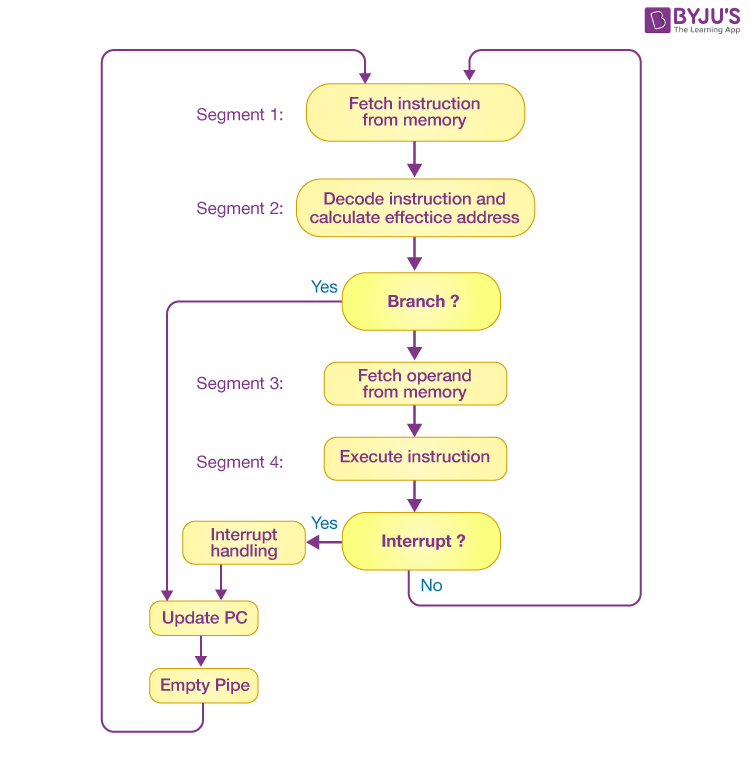 BYJU'S
The Learning App
Segment 1:
Fetch instruction
from memory
Segment 2:
Decode instruction and
calculate effectice address
Yes
Branch ?
Segment 3:
Fetch operand
from memory
Segment 4:
Execute instruction
Yes
Interrupt
handling
Interrupt ?
No
Update PC
Empty Pipe